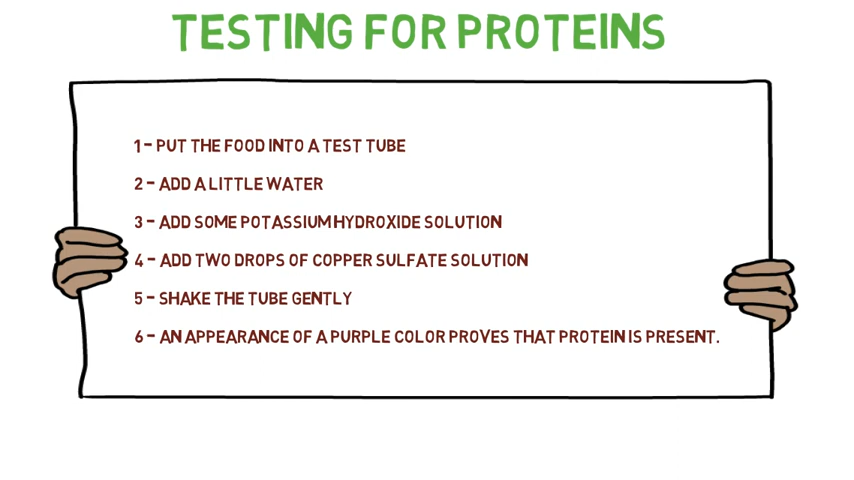 TESTING FOR PROTEINS
1 - PUT THE FOOD INTO A TEST TUBE
2 - ADD A LITTLE WATER
3 - ADD SOME POTASSIUM HYDROXIDE SOLUTION
4 - ADD TWO DROPS OF COPPER SULFATE SOLUTION
5 - SHAKE THE TUBE GENTLY
6 - AN APPEARANCE OF A PURPLE COLOR PROVES THAT PROTEIN IS PRESENT.